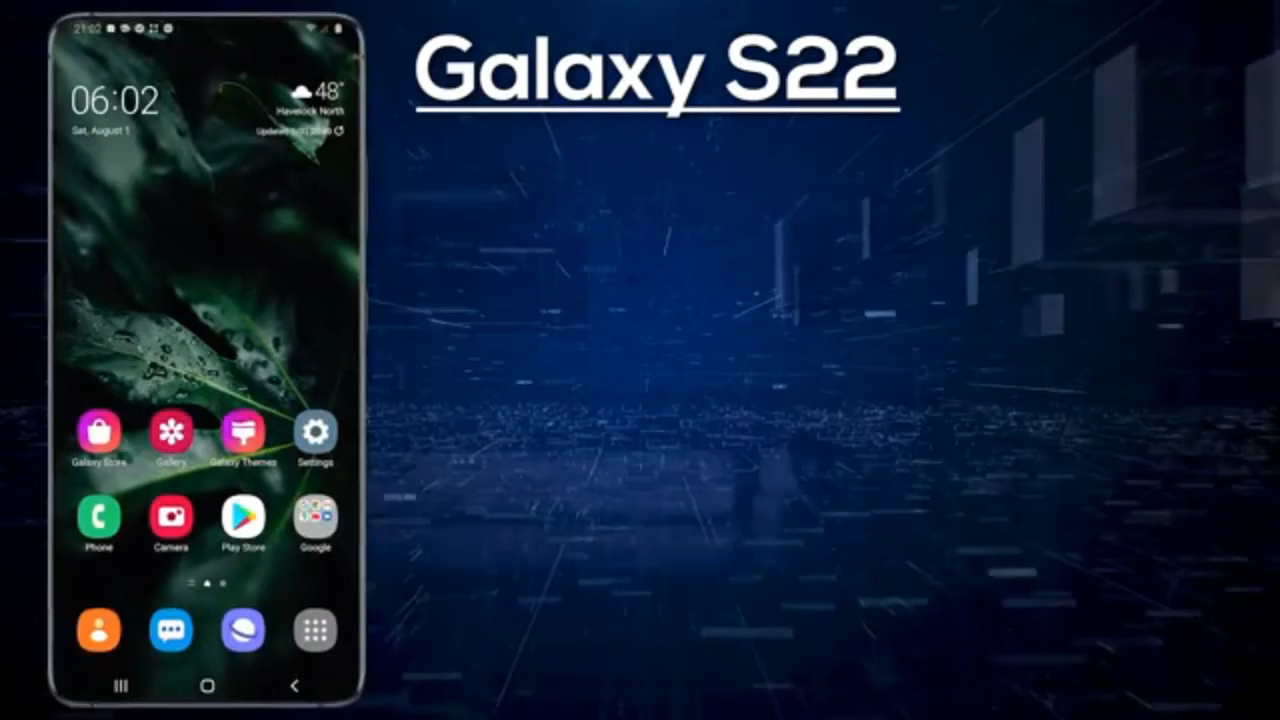 Galaxy S22
21:02
06:02
48°
Havelock North
Sat, August 1
Updated
Galaxy Store
Gallery
Galaxy Themes
Settings
Phone
Camera
Play Store
Google